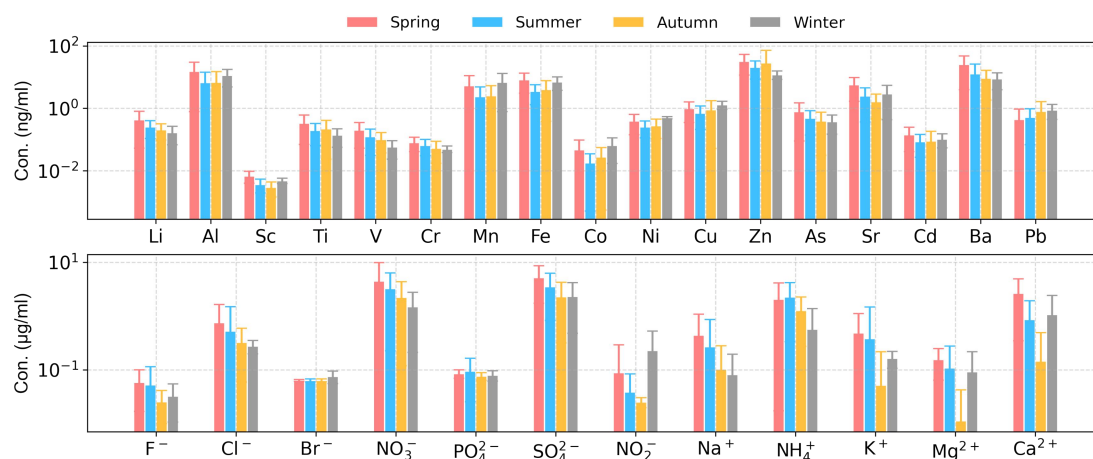 Spring Summer Autumn Winter
Con. (ng/ml)
10²
10⁰
10⁻²
Li Al Sc Ti V Cr Mn Fe Co Ni Cu Zn As Sr Cd Ba Pb
Con. (μg/ml)
10¹
10⁻¹
F⁻ Cl⁻ Br⁻ NO₃⁻ PO₄²⁻ SO₄²⁻ NO₂⁻ Na⁺ NH₄⁺ K⁺ Mg²⁺ Ca²⁺